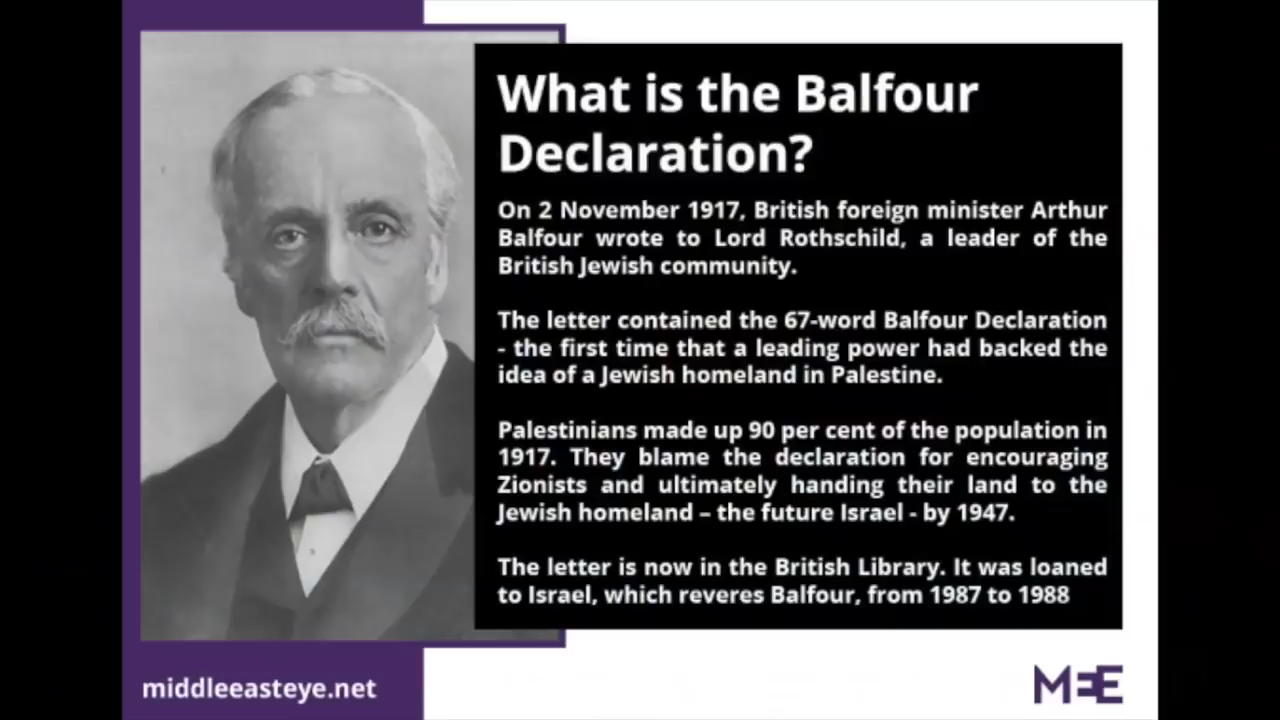 What is the Balfour
Declaration?
On 2 November 1917, British foreign minister Arthur
Balfour wrote to Lord Rothschild, a leader of the
British Jewish community.
The letter contained the 67-word Balfour Declaration
- the first time that a leading power had backed the
idea of a Jewish homeland in Palestine.
Palestinians made up 90 per cent of the population in
1917. They blame the declaration for encouraging
Zionists and ultimately handing their land to the
Jewish homeland – the future Israel - by 1947.
The letter is now in the British Library. It was loaned
to Israel, which reveres Balfour, from 1987 to 1988
middleeasteye.net
MEE